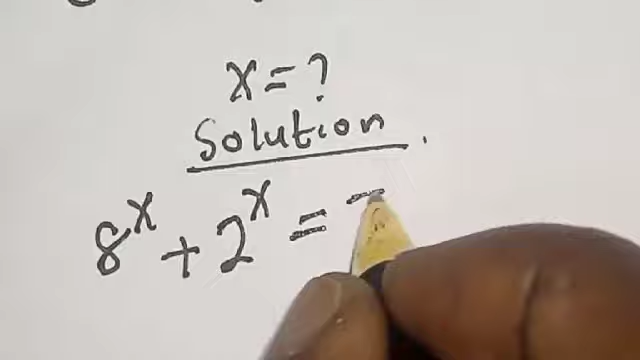 x = ?
Solution
8^x + 2^x =